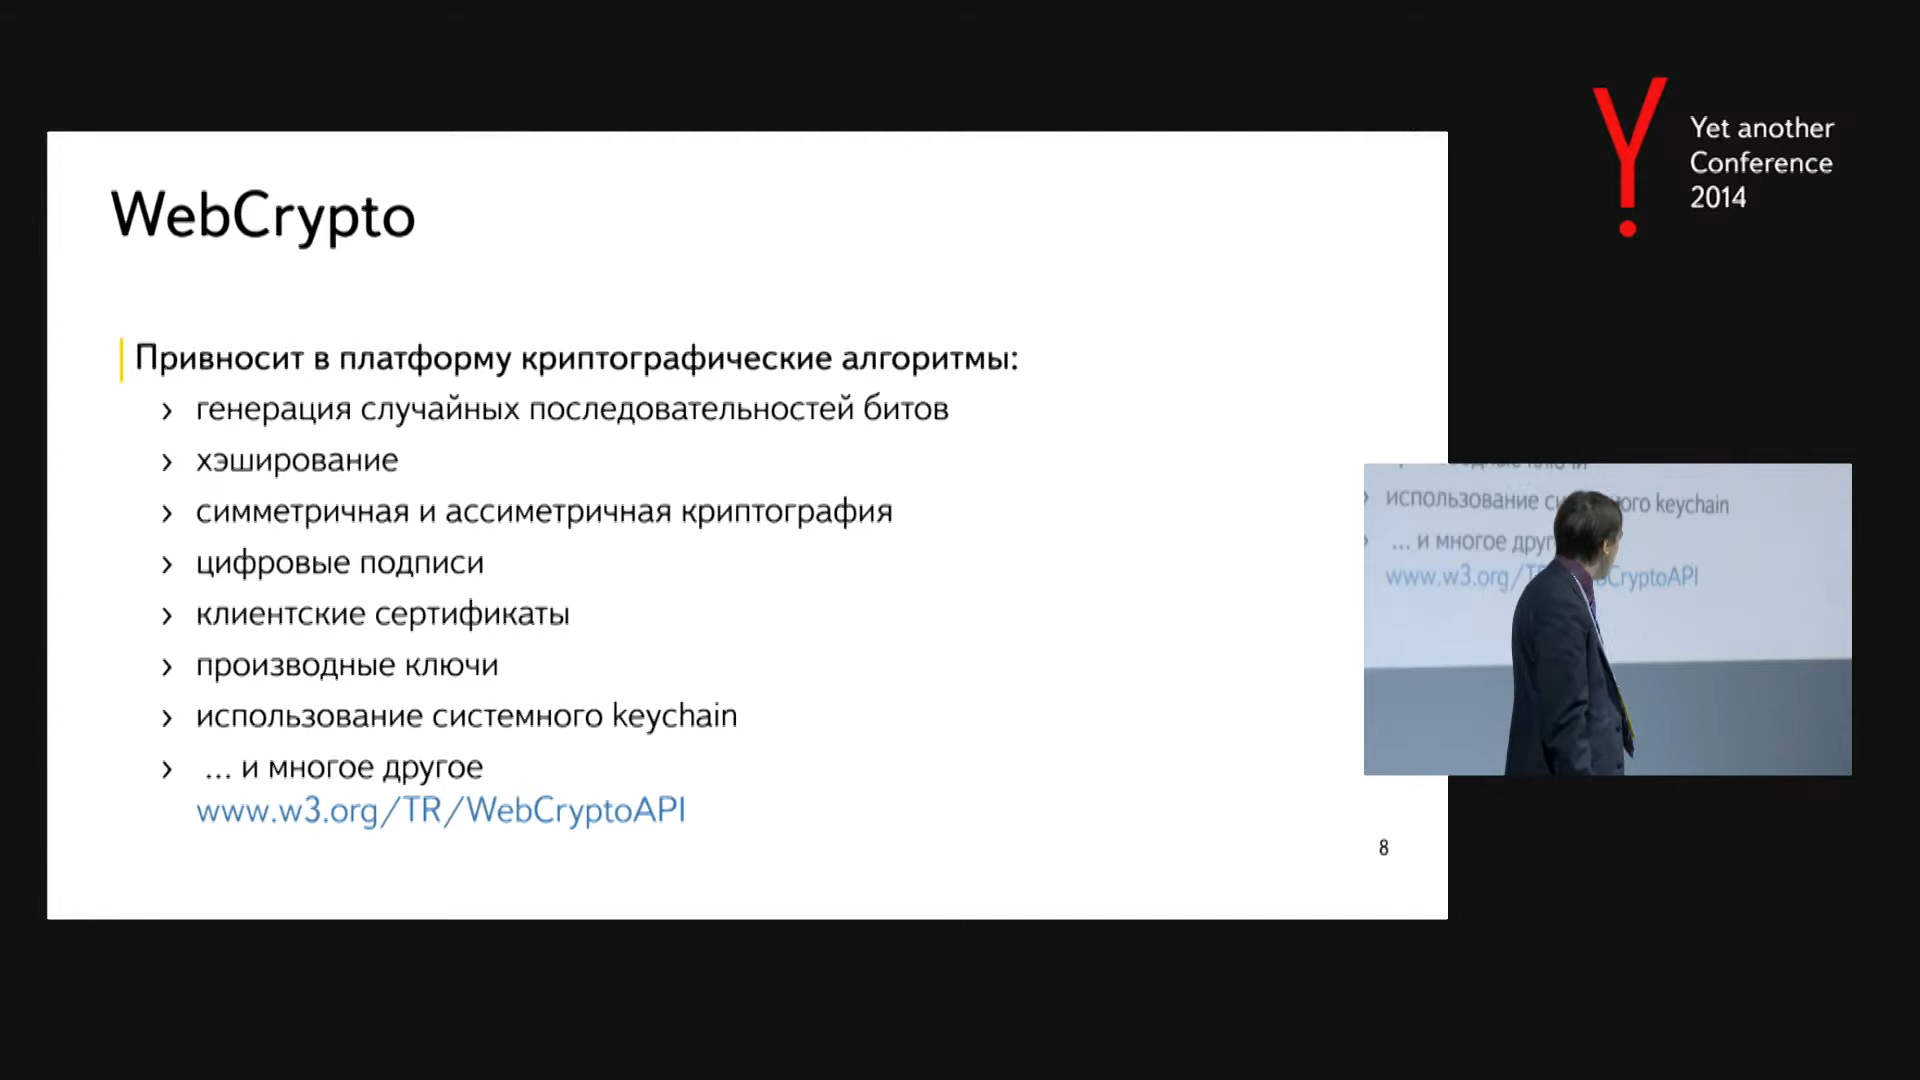 WebCrypto
Привносит в платформу криптографические алгоритмы:
› генерация случайных последовательностей битов
› хэширование
› симметричная и ассиметричная криптография
› цифровые подписи
› клиентские сертификаты
› производные ключи
› использование системного keychain
› ... и многое другое
www.w3.org/TR/WebCryptoAPI
8
Yet another
Conference
2014
использование keychain
... и многое
www.w3.org/ CryptoAPI